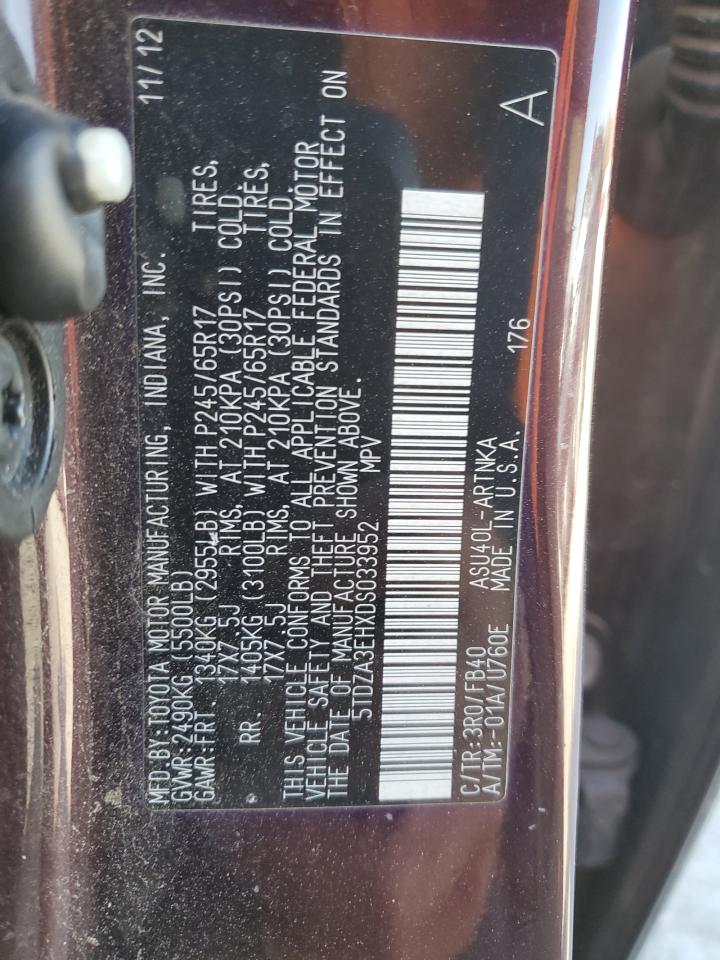 MFD BY:TOYOTA MOTOR MANUFACTURING, INDIANA, INC. 11/12
GVWR:2490KG (5500LB)
GAWR:FRT. 1340KG (2955LB) WITH P245/65R17 TIRES,
17X7.5J RIMS, AT 210KPA (30PSI) COLD.
RR. 1405KG (3100LB) WITH P245/65R17 TIRES,
17X7.5J RIMS, AT 210KPA (30PSI) COLD.
THIS VEHICLE CONFORMS TO ALL APPLICABLE FEDERAL MOTOR
VEHICLE SAFETY AND THEFT PREVENTION STANDARDS IN EFFECT ON
THE DATE OF MANUFACTURE SHOWN ABOVE.
5TDZA3EHXDS033952 MPV
C/TR:3R0/FB40 ASU40L-ARTNKA 176 A
A/TM:-01A/U760E MADE IN U.S.A.